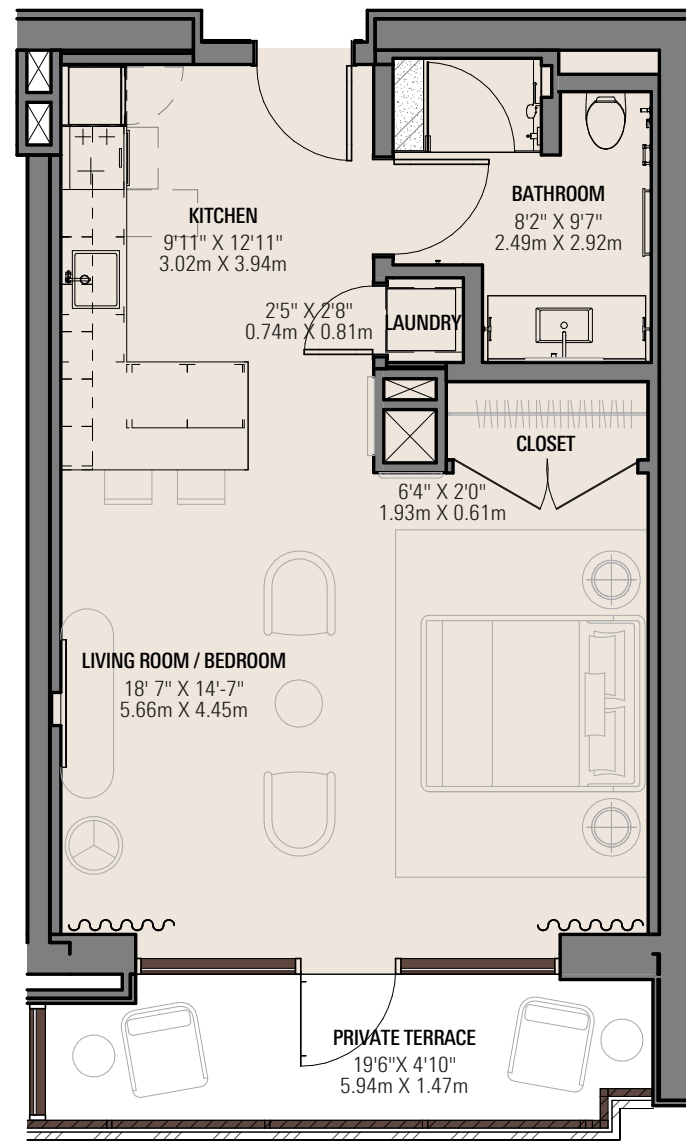 BATHROOM
8'2" X 9'7"
2.49m X 2.92m
KITCHEN
9'11" X 12'11"
3.02m X 3.94m
2'5" X 2'8"
0.74m X 0.81m
LAUNDRY
CLOSET
6'4" X 2'0"
1.93m X 0.61m
LIVING ROOM / BEDROOM
18' 7" X 14'-7"
5.66m X 4.45m
PRIVATE TERRACE
19'6"X 4'10"
5.94m X 1.47m